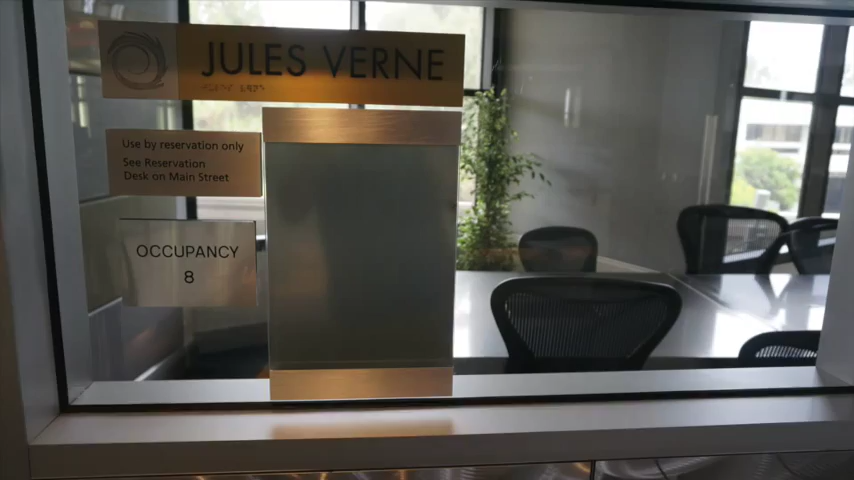 JULES VERNE
Use by reservation only
See Reservation
Desk on Main Street
OCCUPANCY
8